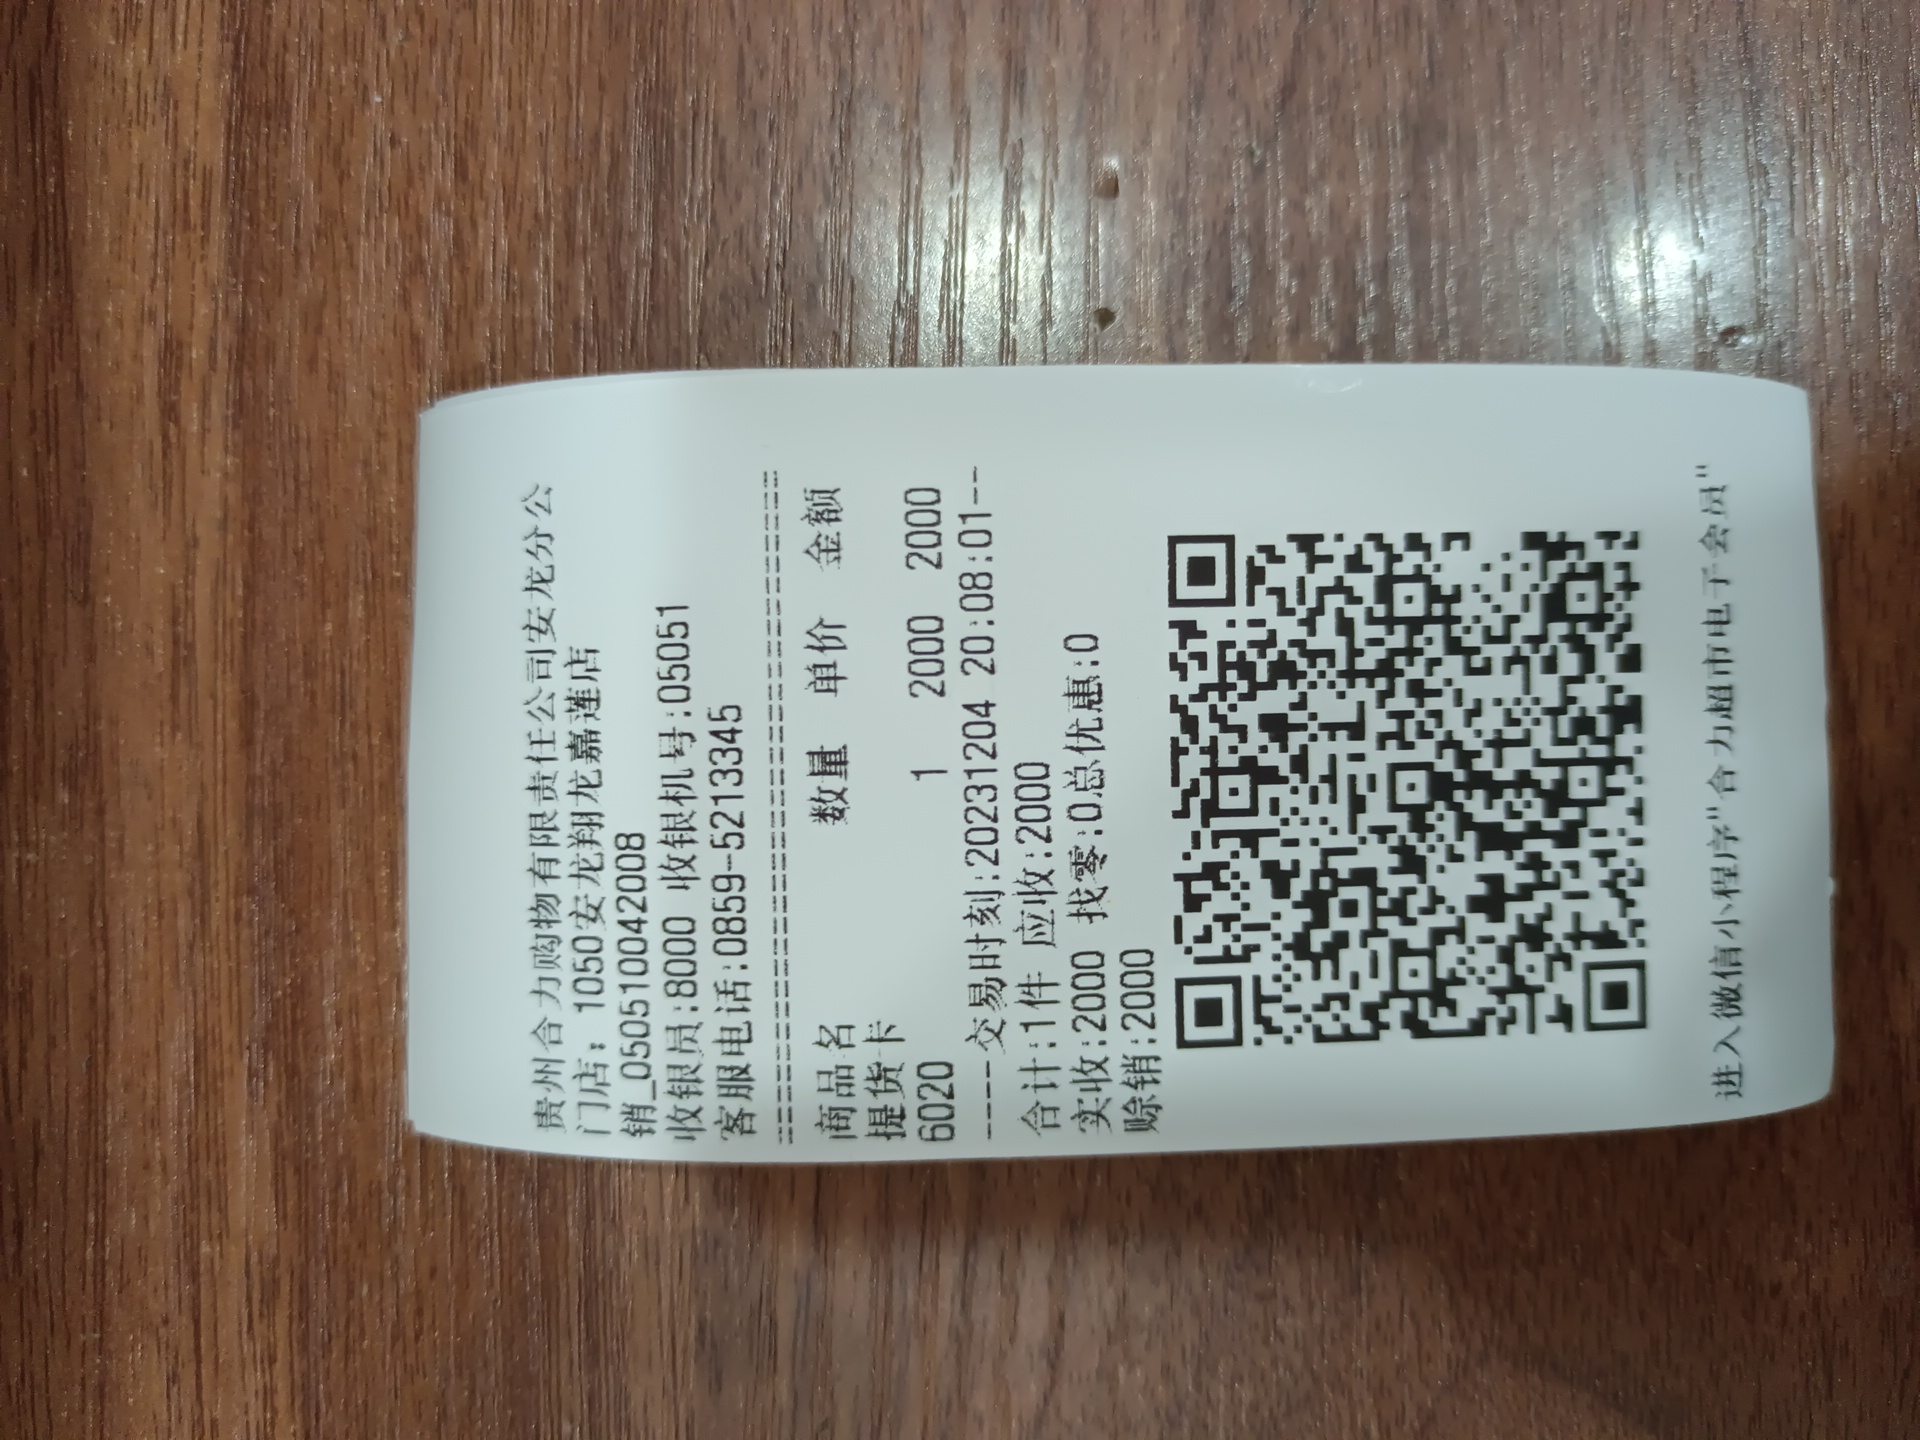 贵州合力购物有限责任公司安龙分公
门店：1050安龙翔龙嘉莲店
销_050510042008
收银员:8000 收银机号:05051
客服电话:0859-5213345
商品名 数量 单价 金额
提货卡
6020 1 2000 2000
-----交易时刻:20231204 20:08:01--
合计:1件 应收:2000
实收:2000 找零:0总优惠:0
赊销:2000
进入微信小程序"合力超市电子会员"